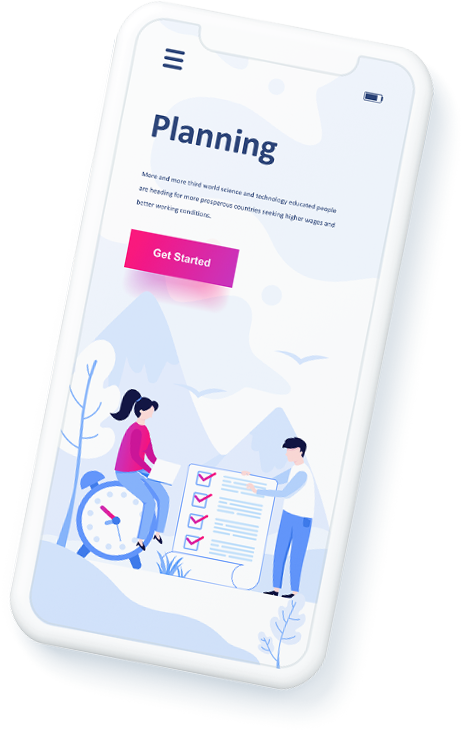 Planning
More and more third world science and technology educated people
are heading for more prosperous countries seeking higher wages and
better working conditions.
Get Started